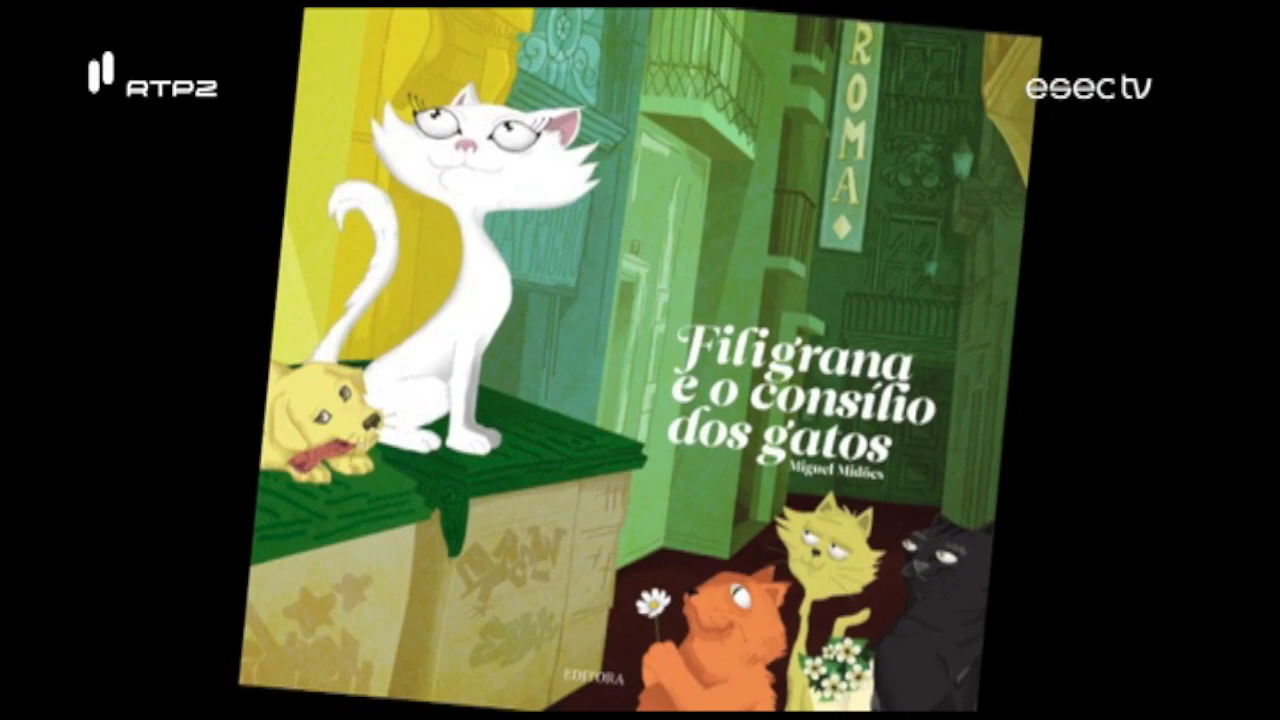 RTP2
esec tv
ROMA
Filigrana
e o consílio
dos gatos
Miguel Midões
EDITORA